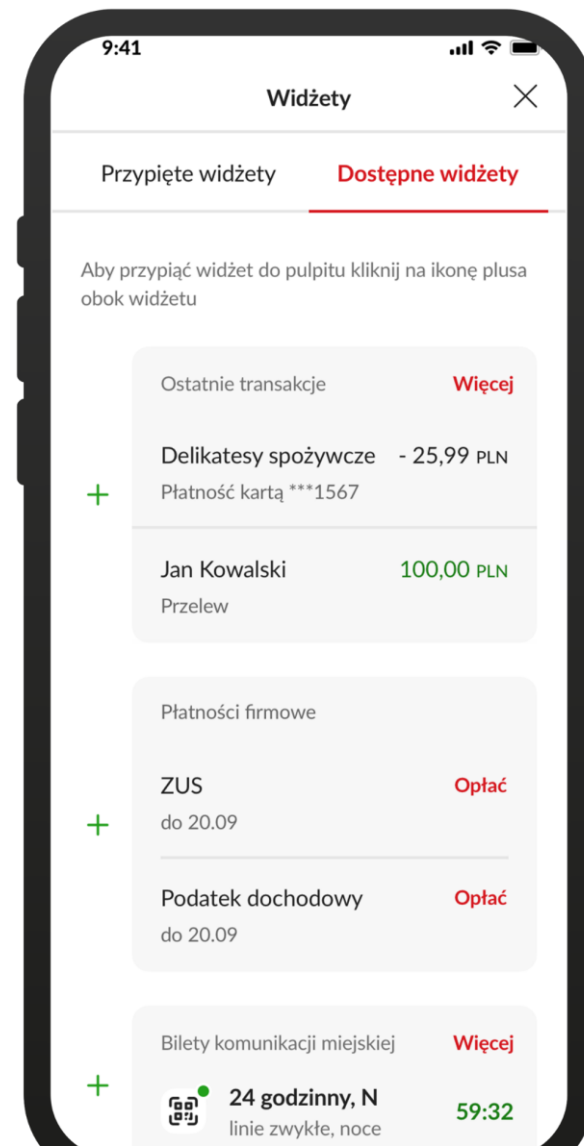 9:41
Widżety
Przypięte widżety Dostępne widżety
Aby przypiąć widżet do pulpitu kliknij na ikonę plusa
obok widżetu
Ostatnie transakcje Więcej
Delikatesy spożywcze - 25,99 PLN
Płatność kartą ***1567
Jan Kowalski 100,00 PLN
Przelew
Płatności firmowe
ZUS Opłać
do 20.09
Podatek dochodowy Opłać
do 20.09
Bilety komunikacji miejskiej Więcej
24 godzinny, N 59:32
linie zwykłe, noce